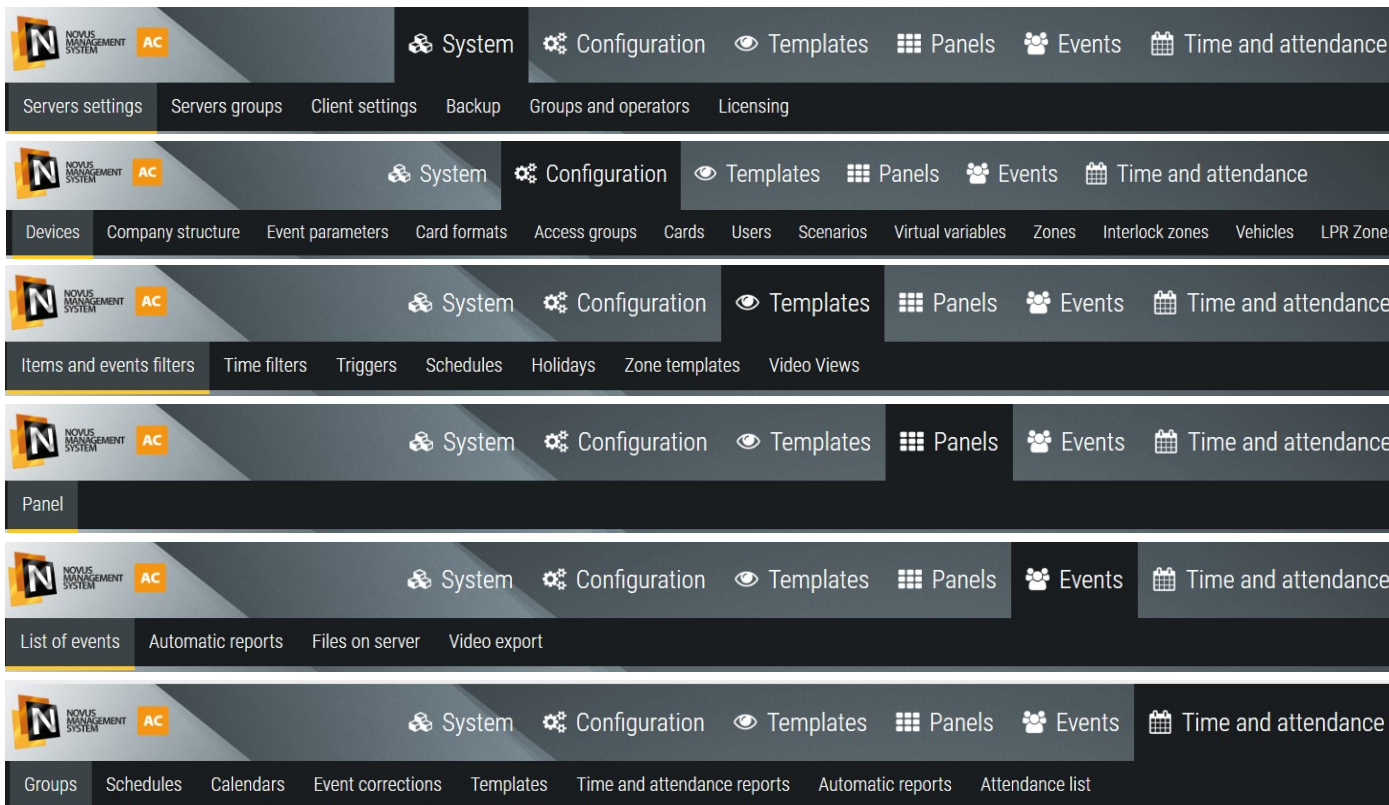 NOVUS MANAGEMENT SYSTEM AC System Configuration Templates Panels Events Time and attendance
Servers settings Servers groups Client settings Backup Groups and operators Licensing
NOVUS MANAGEMENT SYSTEM AC System Configuration Templates Panels Events Time and attendance
Devices Company structure Event parameters Card formats Access groups Cards Users Scenarios Virtual variables Zones Interlock zones Vehicles LPR Zones
NOVUS MANAGEMENT SYSTEM AC System Configuration Templates Panels Events Time and attendance
Items and events filters Time filters Triggers Schedules Holidays Zone templates Video Views
NOVUS MANAGEMENT SYSTEM AC System Configuration Templates Panels Events Time and attendance
Panel
NOVUS MANAGEMENT SYSTEM AC System Configuration Templates Panels Events Time and attendance
List of events Automatic reports Files on server Video export
NOVUS MANAGEMENT SYSTEM AC System Configuration Templates Panels Events Time and attendance
Groups Schedules Calendars Event corrections Templates Time and attendance reports Automatic reports Attendance list